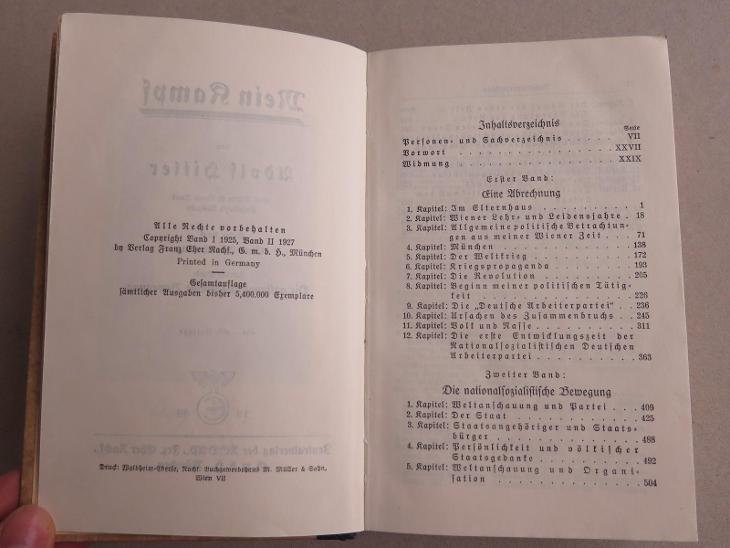 Alle Rechte vorbehalten
Copyright Band I 1925, Band II 1927
by Verlag Franz Eher Nachf., G. m. b. H., München
Printed in Germany
Gesamtauflage
sämtlicher Ausgaben bisher 5,400.000 Exemplare
Druck: Waldheim-Eberle, Nachf. Buchgewerbehaus M. Müller & Sohn,
Wien VII
Inhaltsverzeichnis
Seite
Personen- und Sachverzeichnis . . . . . . . VII
Vorwort . . . . . . . . . . . . . . . XXVII
Widmung . . . . . . . . . . . . . . . XXIX
Erster Band:
Eine Abrechnung
1. Kapitel: Im Elternhaus . . . . . . . . . 1
2. Kapitel: Wiener Lehr- und Leidensjahre . . 18
3. Kapitel: Allgemeine politische Betrachtun-
gen aus meiner Wiener Zeit . . . 71
4. Kapitel: München . . . . . . . . . . . 138
5. Kapitel: Der Weltkrieg . . . . . . . . . 172
6. Kapitel: Kriegspropaganda . . . . . . . 193
7. Kapitel: Die Revolution . . . . . . . . 205
8. Kapitel: Beginn meiner politischen Tätig-
keit . . . . . . . . . . . . . 226
9. Kapitel: Die „Deutsche Arbeiterpartei“ . . 236
10. Kapitel: Ursachen des Zusammenbruchs . . 245
11. Kapitel: Volk und Rasse . . . . . . . . 311
12. Kapitel: Die erste Entwicklungszeit der
Nationalsozialistischen Deutschen
Arbeiterpartei . . . . . . . . . 363
Zweiter Band:
Die nationalsozialistische Bewegung
1. Kapitel: Weltanschauung und Partei . . . 409
2. Kapitel: Der Staat . . . . . . . . . . . 425
3. Kapitel: Staatsangehöriger und Staats-
bürger . . . . . . . . . . . . 488
4. Kapitel: Persönlichkeit und völkischer
Staatsgedanke . . . . . . . . . 492
5. Kapitel: Weltanschauung und Organi-
sation . . . . . . . . . . . . 504